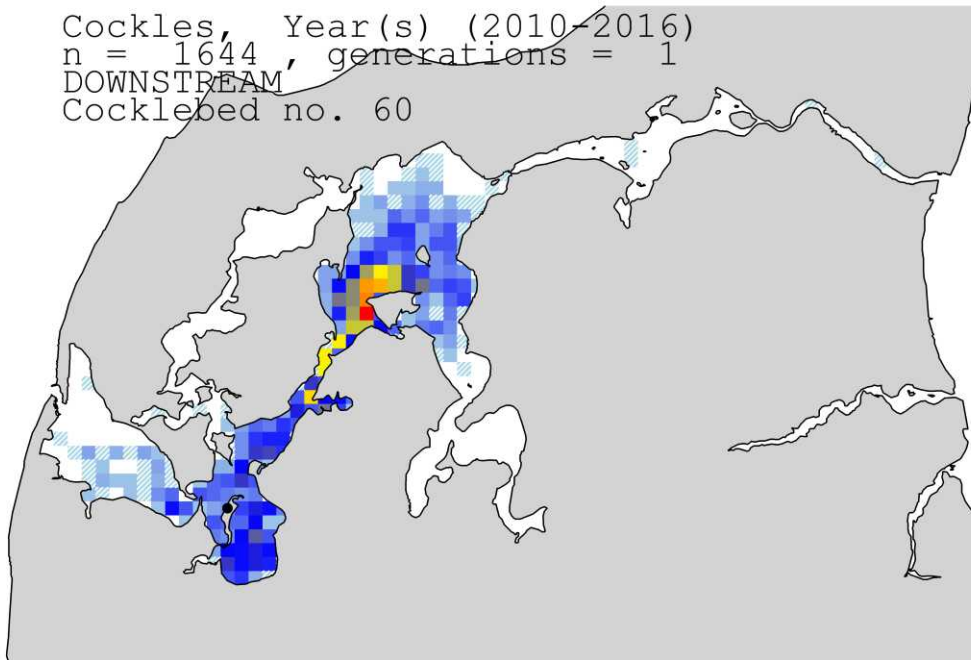 Cockles, Year(s) (2010-2016)
n = 1644 , generations = 1
DOWNSTREAM
Cocklebed no. 60